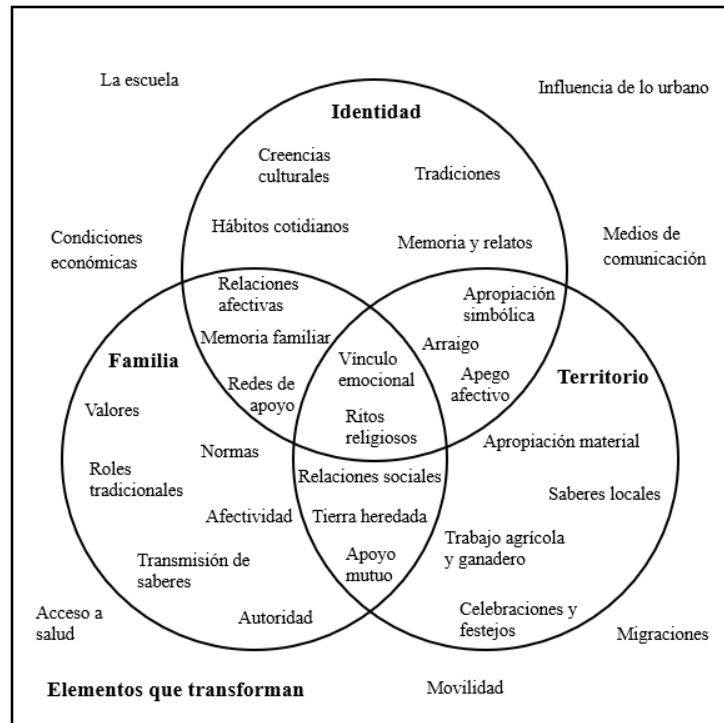 La escuela
Influencia de lo urbano
Identidad
Creencias
culturales
Tradiciones
Hábitos cotidianos
Memoria y relatos
Condiciones
económicas
Medios de
comunicación
Relaciones
afectivas
Apropiación
simbólica
Memoria familiar
Arraigo
Familia
Vínculo
emocional
Territorio
Redes de
apoyo
Apego
afectivo
Valores
Ritos
religiosos
Normas
Apropiación material
Roles
tradicionales
Relaciones sociales
Saberes locales
Afectividad
Tierra heredada
Trabajo agrícola
y ganadero
Transmisión de
saberes
Apoyo
mutuo
Acceso a
salud
Autoridad
Celebraciones y
festejos
Migraciones
Elementos que transforman
Movilidad